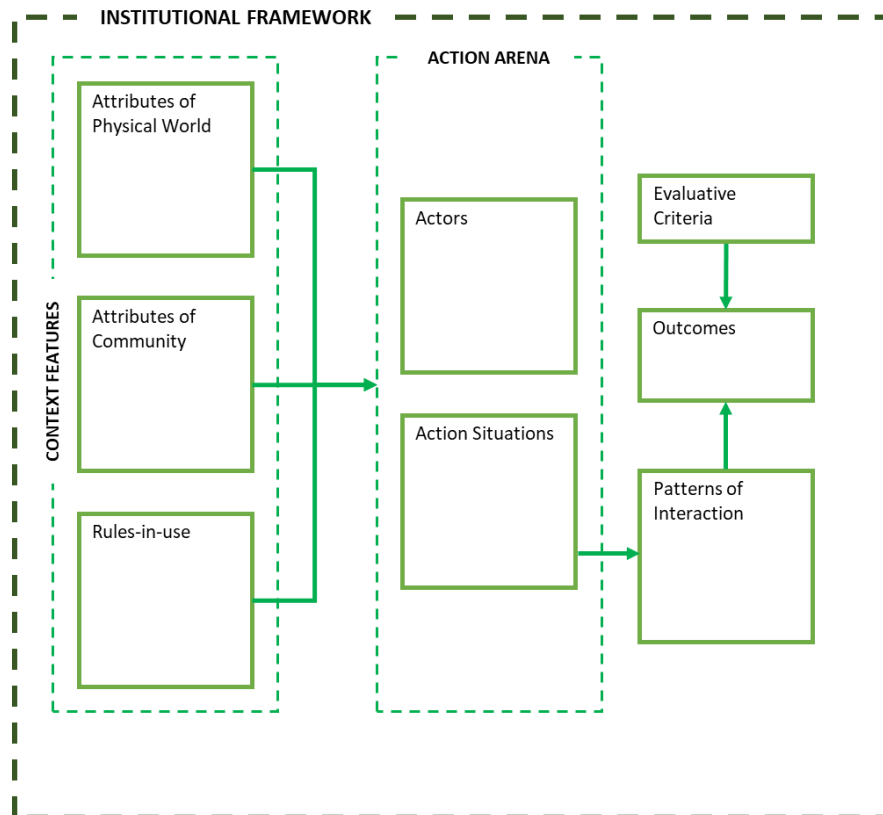 INSTITUTIONAL FRAMEWORK
CONTEXT FEATURES
Attributes of
Physical World
Attributes of
Community
Rules-in-use
ACTION ARENA
Actors
Action Situations
Evaluative
Criteria
Outcomes
Patterns of
Interaction